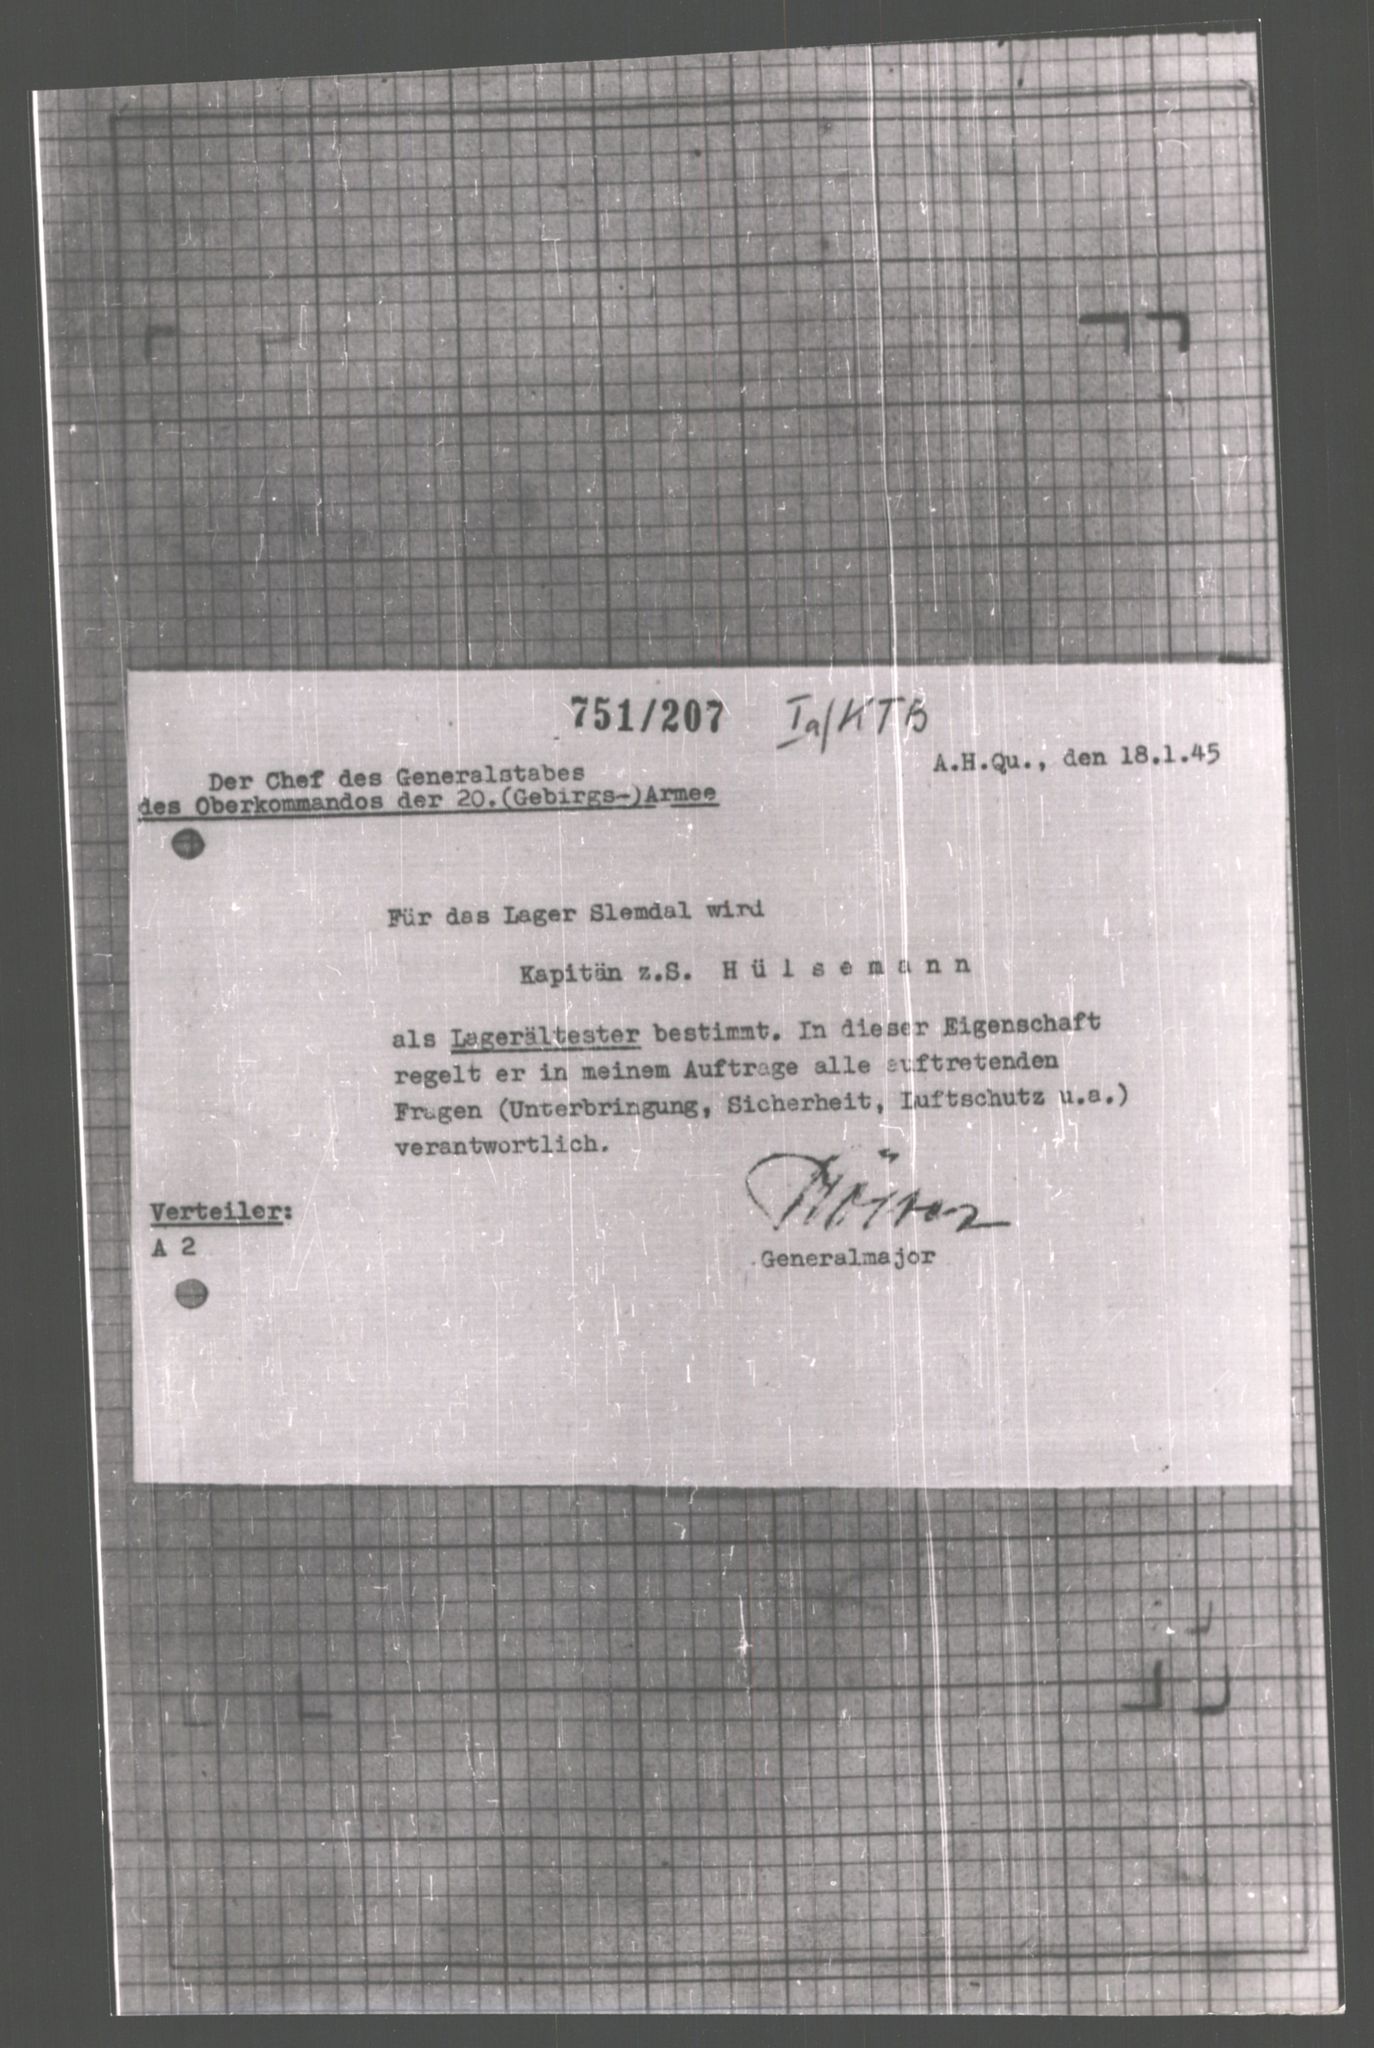 751/207 Ia/KTB
A.H.Qu., den 18.1.45
Der Chef des Generalstabes
des Oberkommandos der 20.(Gebirgs-)Armee
Für das Lager Slemdal wird
Kapitän z.S. Hülsemann
als Lagerältester bestimmt. In dieser Eigenschaft
regelt er in meinem Auftrage alle auftretenden
Fragen (Unterbringung, Sicherheit, Luftschutz u.a.)
verantwortlich.
Verteiler:
A 2
Generalmajor